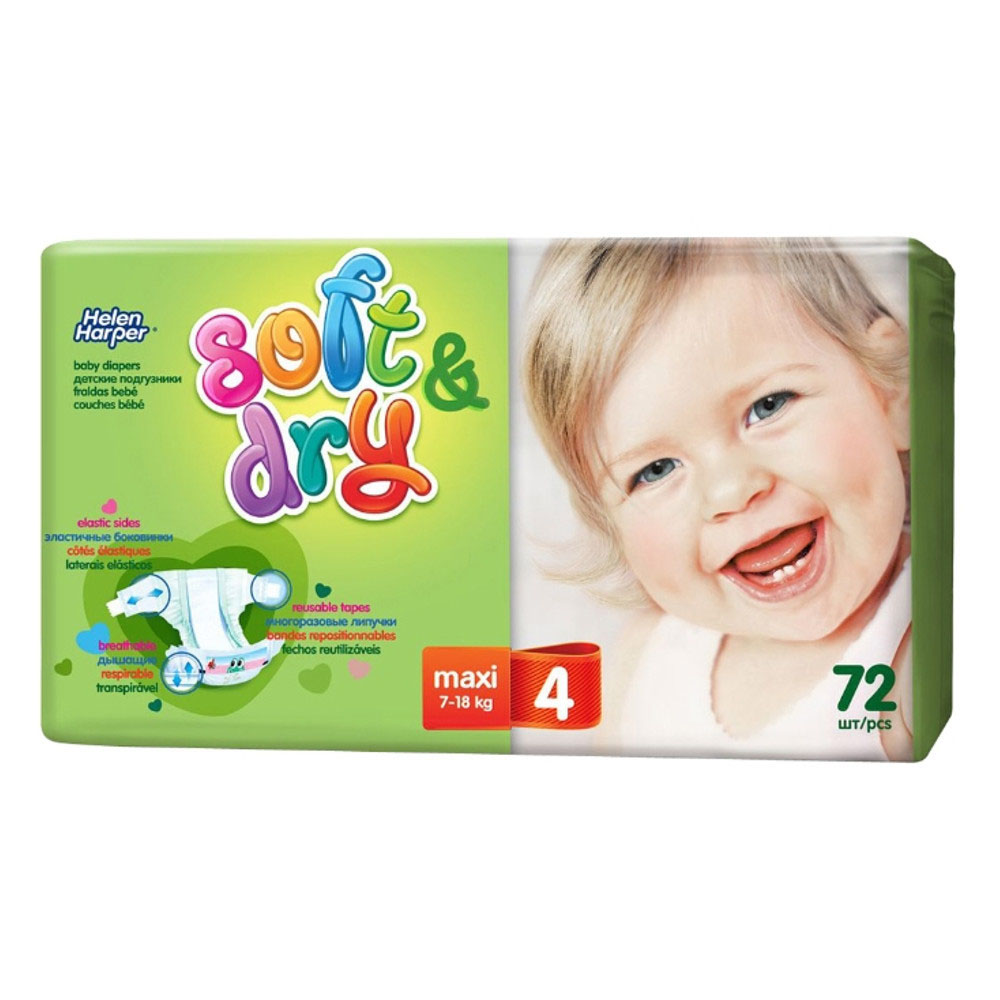 Helen
Harper®
baby diapers
детские подгузники
fraldas bebé
couches bébé
soft &
dry
elastic sides
эластичные боковинки
côtés élastiques
laterais elásticos
reusable tapes
многоразовые липучки
bandes repositionnables
fechos reutilizáveis
breathable
дышащие
respirable
transpirável
maxi
7-18 kg
4
72
шт/pcs